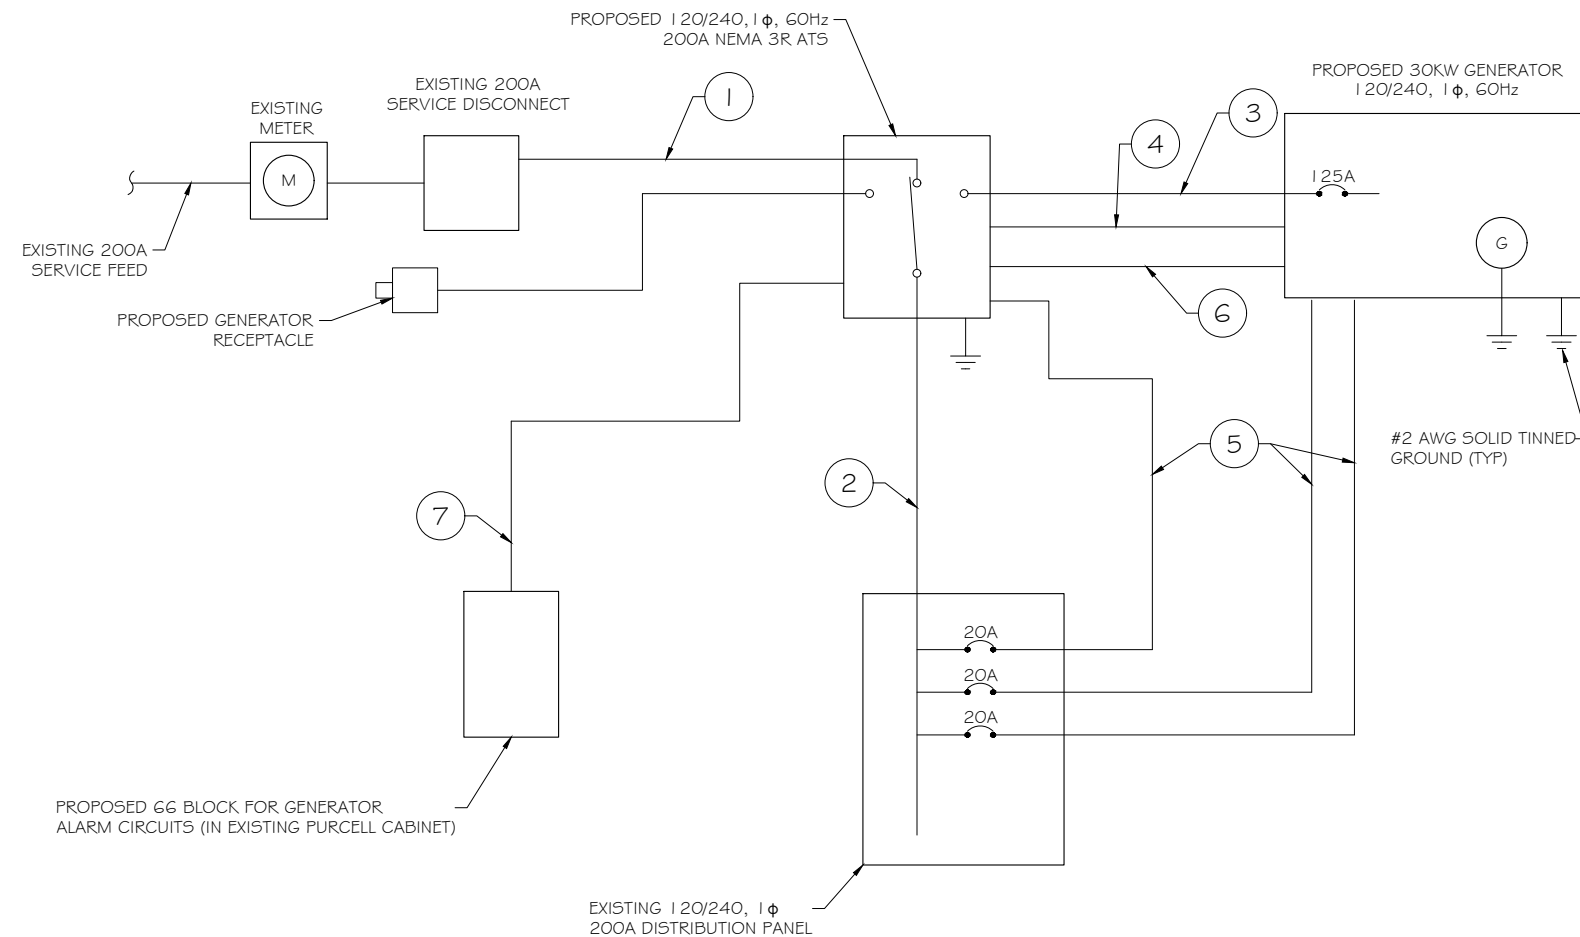 PROPOSED 120/240, 1ϕ, 60Hz
200A NEMA 3R ATS
PROPOSED 30KW GENERATOR
120/240, 1ϕ, 60Hz
EXISTING 200A
SERVICE DISCONNECT
EXISTING
METER
1
3
4
M
125A
EXISTING 200A
SERVICE FEED
G
PROPOSED GENERATOR
RECEPTACLE
6
#2 AWG SOLID TINNED
GROUND (TYP)
5
2
7
20A
20A
20A
PROPOSED 66 BLOCK FOR GENERATOR
ALARM CIRCUITS (IN EXISTING PURCELL CABINET)
EXISTING 120/240, 1ϕ
200A DISTRIBUTION PANEL